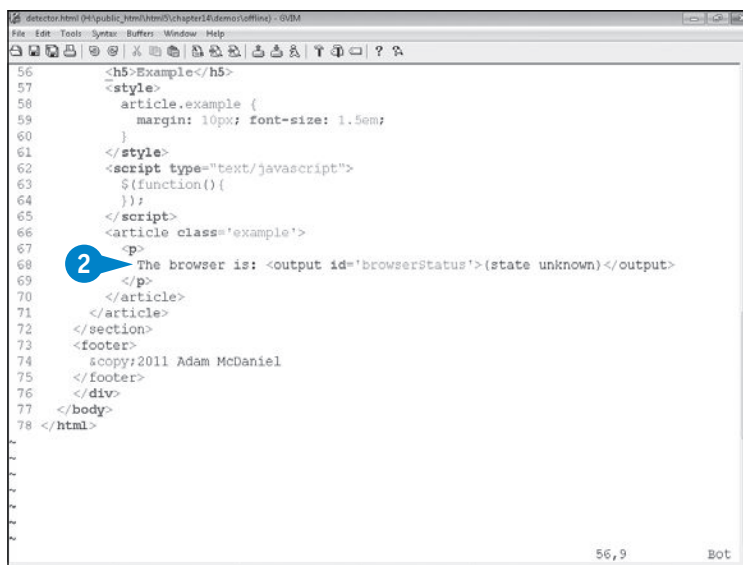 detector.html (H:\public_html\html5\chapter14\demos\offline) - GVIM
File Edit Tools Syntax Buffers Window Help
56 <h5>Example</h5>
57 <style>
58 article.example {
59 margin: 10px; font-size: 1.5em;
60 }
61 </style>
62 <script type="text/javascript">
63 $(function(){
64 });
65 </script>
66 <article class='example'>
67 <p>
2
68 The browser is: <output id='browserStatus'>(state unknown)</output>
69 </p>
70 </article>
71 </article>
72 </section>
73 <footer>
74 &copy;2011 Adam McDaniel
75 </footer>
76 </div>
77 </body>
78 </html>
~
~
~
~
~
~
~
~
56,9 Bot